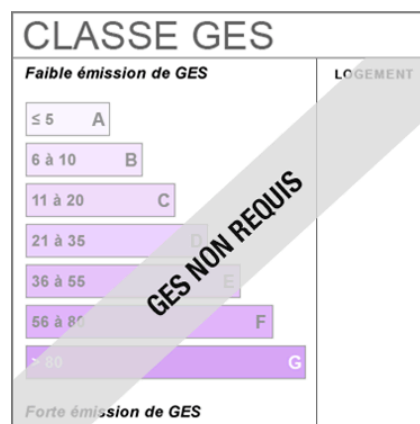 CLASSE GES
Faible émission de GES
LOGEMENT
≤ 5 A
6 à 10 B
11 à 20 C
21 à 35 D
36 à 55 E
56 à 80 F
> 80 G
GES NON REQUIS
Forte émission de GES